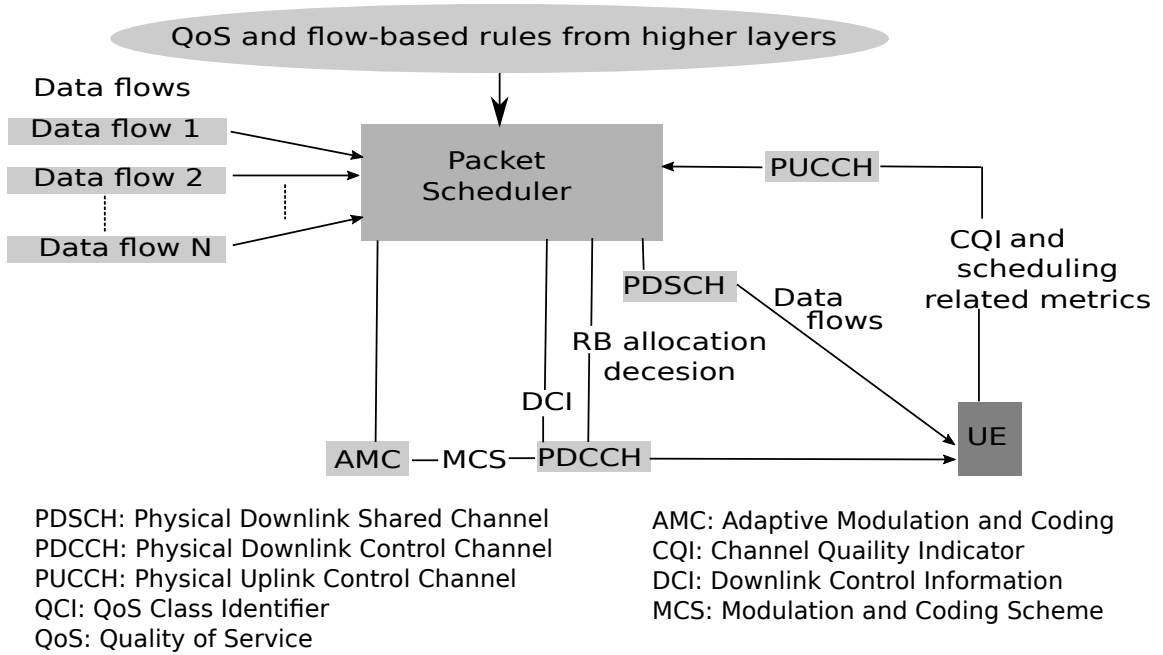 QoS and flow-based rules from higher layers
Data flows
Data flow 1
Data flow 2
Data flow N
Packet
Scheduler
PUCCH
CQI and
scheduling
related metrics
PDSCH
Data
flows
RB allocation
decesion
DCI
AMC
MCS
PDCCH
UE
PDSCH: Physical Downlink Shared Channel
PDCCH: Physical Downlink Control Channel
PUCCH: Physical Uplink Control Channel
QCI: QoS Class Identifier
QoS: Quality of Service
AMC: Adaptive Modulation and Coding
CQI: Channel Quaility Indicator
DCI: Downlink Control Information
MCS: Modulation and Coding Scheme